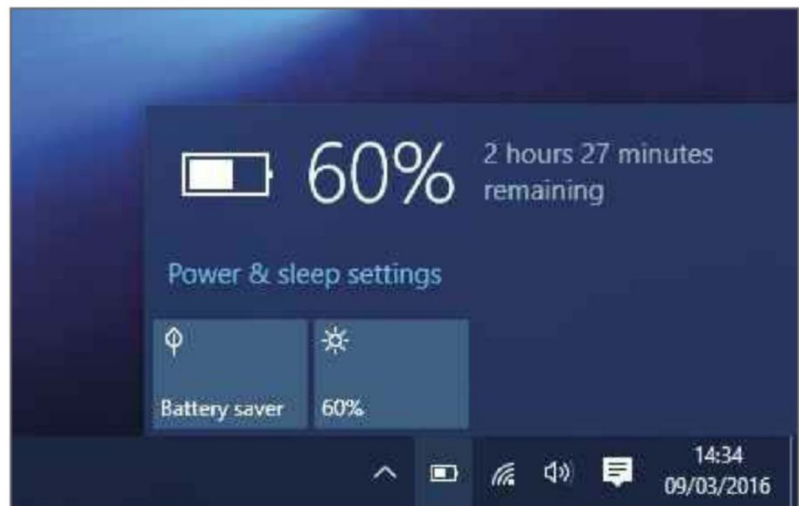 60%
2 hours 27 minutes
remaining
Power & sleep settings
Battery saver
60%
14:34
09/03/2016